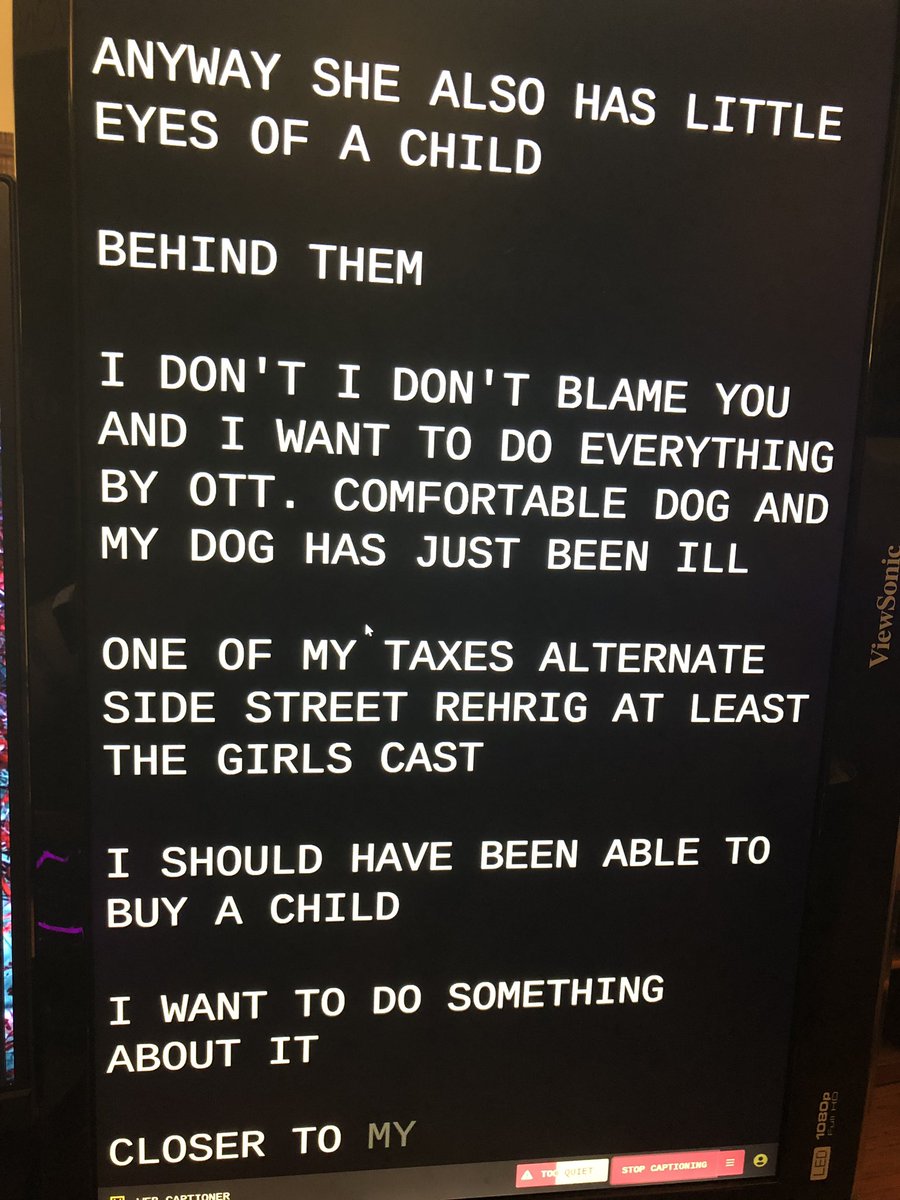 ANYWAY SHE ALSO HAS LITTLE
EYES OF A CHILD
BEHIND THEM
I DON'T I DON'T BLAME YOU
AND I WANT TO DO EVERYTHING
BY OTT. COMFORTABLE DOG AND
MY DOG HAS JUST BEEN ILL
ONE OF MY TAXES ALTERNATE
SIDE STREET REHRIG AT LEAST
THE GIRLS CAST
I SHOULD HAVE BEEN ABLE TO
BUY A CHILD
I WANT TO DO SOMETHING
ABOUT IT
CLOSER TO MY
TOO QUIET
STOP CAPTIONING
WEB CAPTIONER
ViewSonic
LED 1080p
Full HD